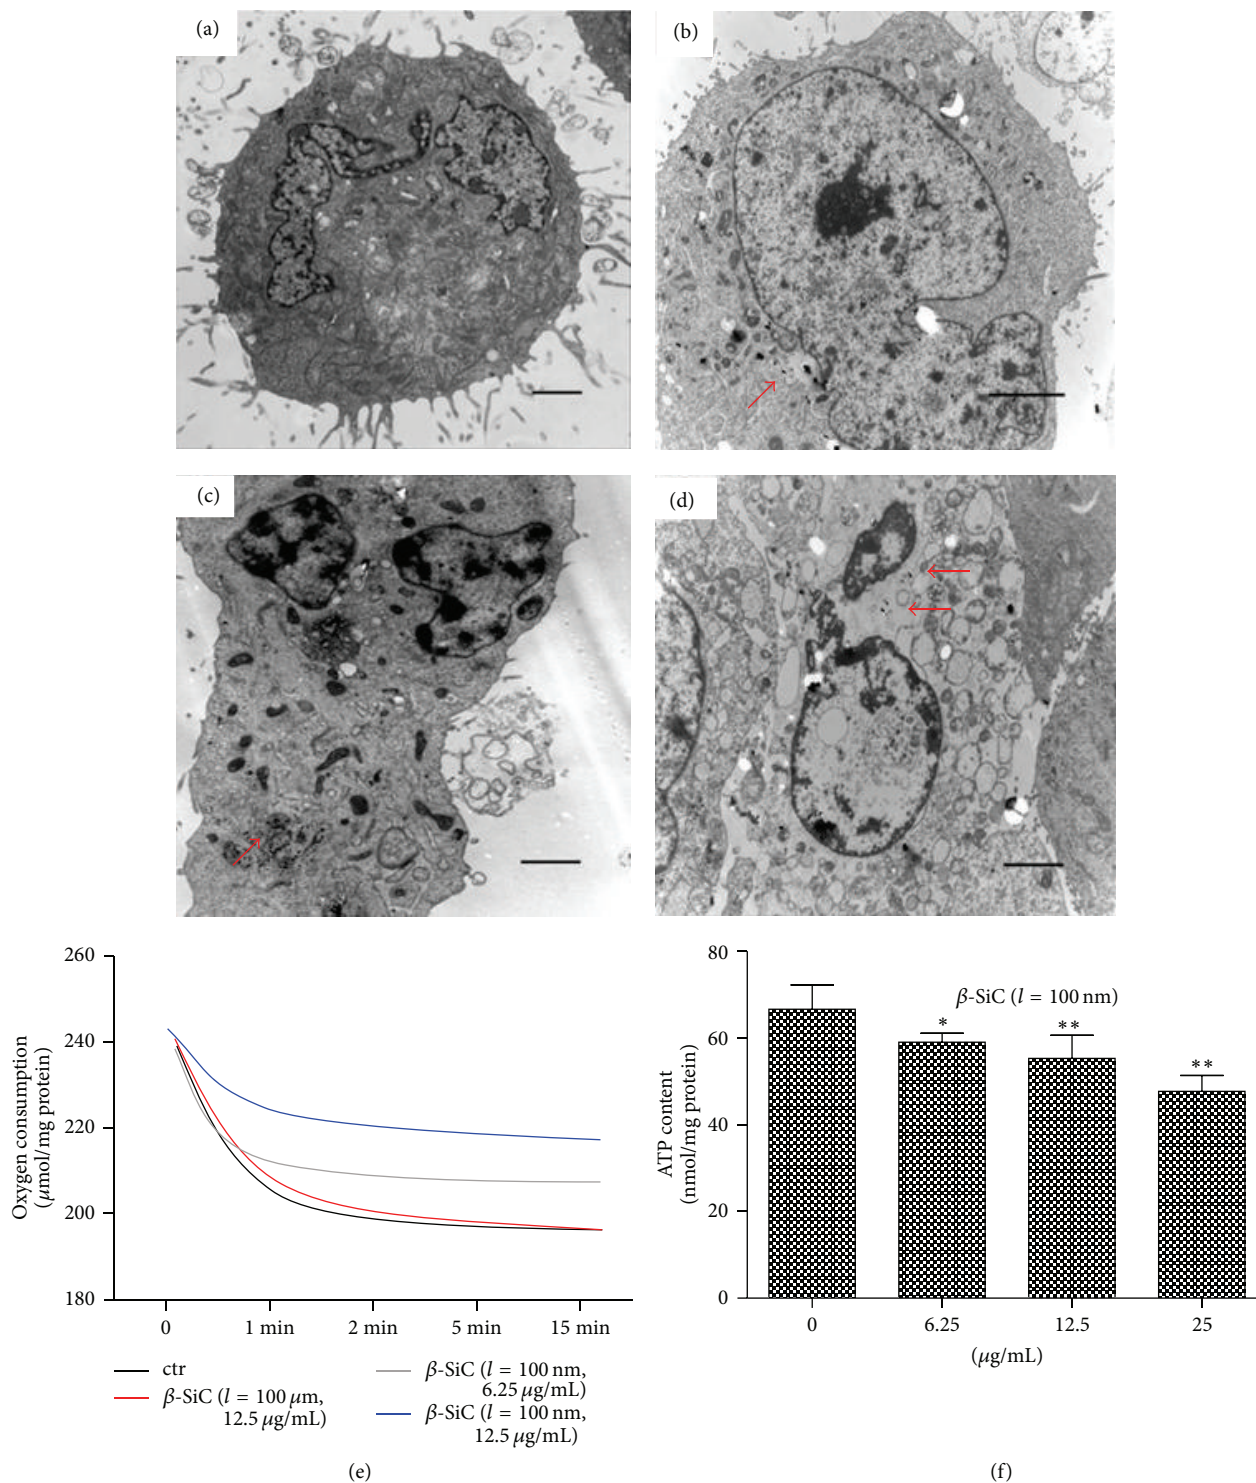 (a)
(b)
(c)
(d)
260
240
220
200
180
Oxygen consumption
(μmol/mg protein)
0
1 min
2 min
5 min
15 min
ctr
β-SiC (l = 100 μm,
12.5 μg/mL)
β-SiC (l = 100 nm,
6.25 μg/mL)
β-SiC (l = 100 nm,
12.5 μg/mL)
(e)
80
60
40
20
0
ATP content
(nmol/mg protein)
β-SiC (l = 100 nm)
*
**
**
0
6.25
12.5
25
(μg/mL)
(f)